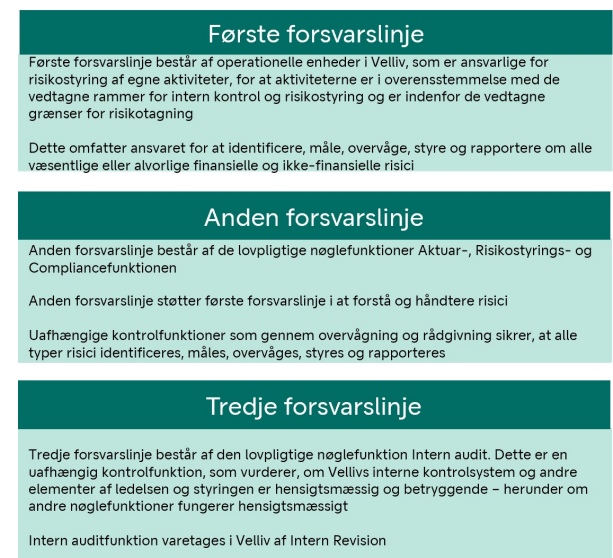 Første forsvarslinje
Første forsvarslinje består af operationelle enheder i Velliv, som er ansvarlige for
risikostyring af egne aktiviteter, for at aktiviteterne er i overensstemmelse med de
vedtagne rammer for intern kontrol og risikostyring og er indenfor de vedtagne
grænser for risikotagning
Dette omfatter ansvaret for at identificere, måle, overvåge, styre og rapportere om alle
væsentlige eller alvorlige finansielle og ikke-finansielle risici
Anden forsvarslinje
Anden forsvarslinje består af de lovpligtige nøglefunktioner Aktuar-, Risikostyrings- og
Compliancefunktionen
Anden forsvarslinje støtter første forsvarslinje i at forstå og håndtere risici
Uafhængige kontrolfunktioner som gennem overvågning og rådgivning sikrer, at alle
typer risici identificeres, måles, overvåges, styres og rapporteres
Tredje forsvarslinje
Tredje forsvarslinje består af den lovpligtige nøglefunktion Intern audit. Dette er en
uafhængig kontrolfunktion, som vurderer, om Vellivs interne kontrolsystem og andre
elementer af ledelsen og styringen er hensigtsmæssig og betryggende – herunder om
andre nøglefunktioner fungerer hensigtsmæssigt
Intern auditfunktion varetages i Velliv af Intern Revision